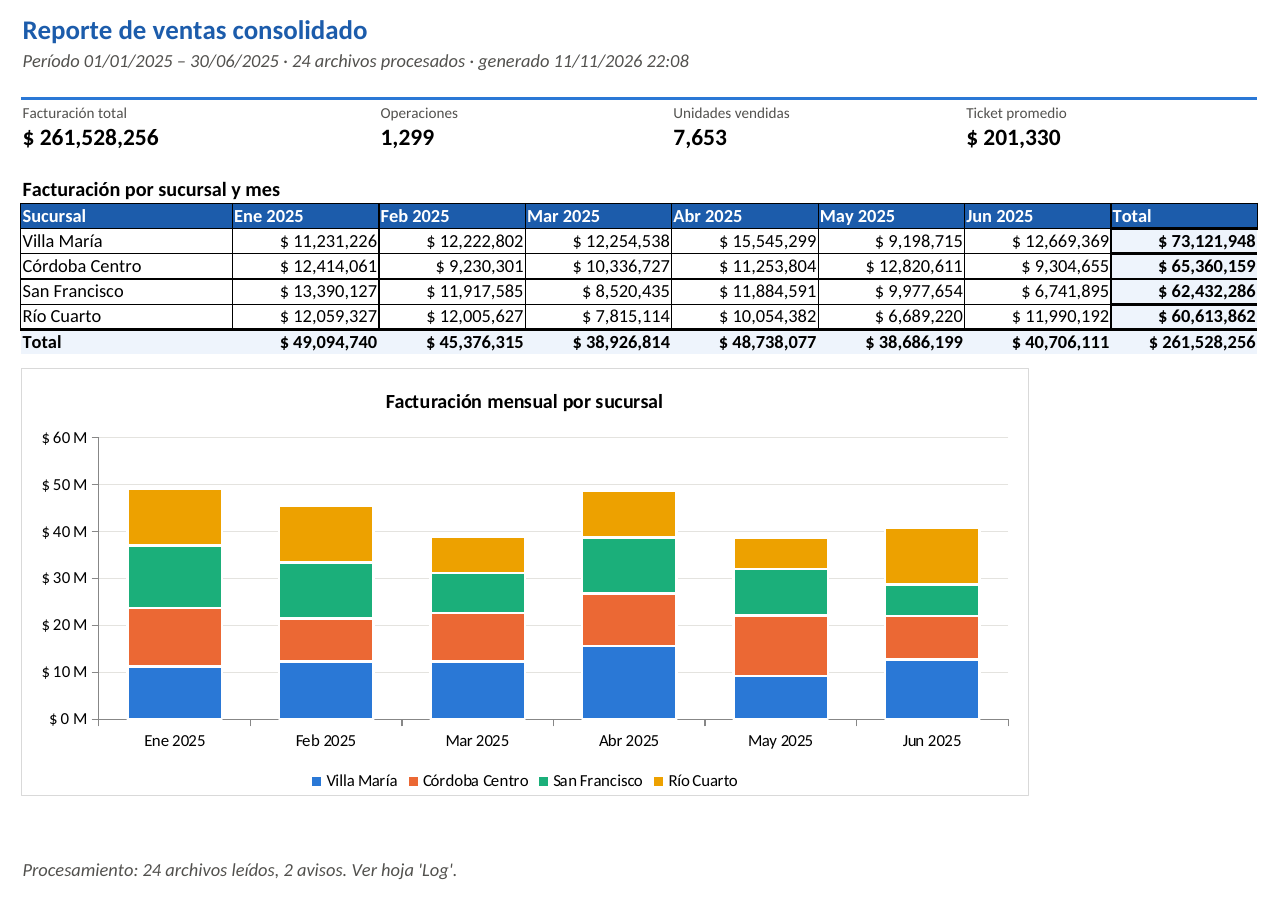 Reporte de ventas consolidado
Período 01/01/2025 – 30/06/2025 · 24 archivos procesados · generado 11/11/2026 22:08
Facturación total Operaciones Unidades vendidas Ticket promedio
$ 261,528,256 1,299 7,653 $ 201,330
Facturación por sucursal y mes
Sucursal Ene 2025 Feb 2025 Mar 2025 Abr 2025 May 2025 Jun 2025 Total
Villa María $ 11,231,226 $ 12,222,802 $ 12,254,538 $ 15,545,299 $ 9,198,715 $ 12,669,369 $ 73,121,948
Córdoba Centro $ 12,414,061 $ 9,230,301 $ 10,336,727 $ 11,253,804 $ 12,820,611 $ 9,304,655 $ 65,360,159
San Francisco $ 13,390,127 $ 11,917,585 $ 8,520,435 $ 11,884,591 $ 9,977,654 $ 6,741,895 $ 62,432,286
Río Cuarto $ 12,059,327 $ 12,005,627 $ 7,815,114 $ 10,054,382 $ 6,689,220 $ 11,990,192 $ 60,613,862
Total $ 49,094,740 $ 45,376,315 $ 38,926,814 $ 48,738,077 $ 38,686,199 $ 40,706,111 $ 261,528,256
Facturación mensual por sucursal
$ 60 M
$ 50 M
$ 40 M
$ 30 M
$ 20 M
$ 10 M
$ 0 M
Ene 2025 Feb 2025 Mar 2025 Abr 2025 May 2025 Jun 2025
Villa María Córdoba Centro San Francisco Río Cuarto
Procesamiento: 24 archivos leídos, 2 avisos. Ver hoja 'Log'.